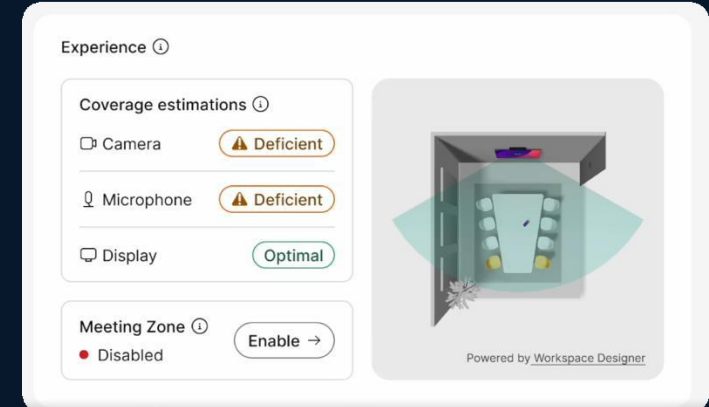 Experience
Coverage estimations
Camera
Deficient
Microphone
Deficient
Display
Optimal
Meeting Zone
Disabled
Enable →
Powered by Workspace Designer